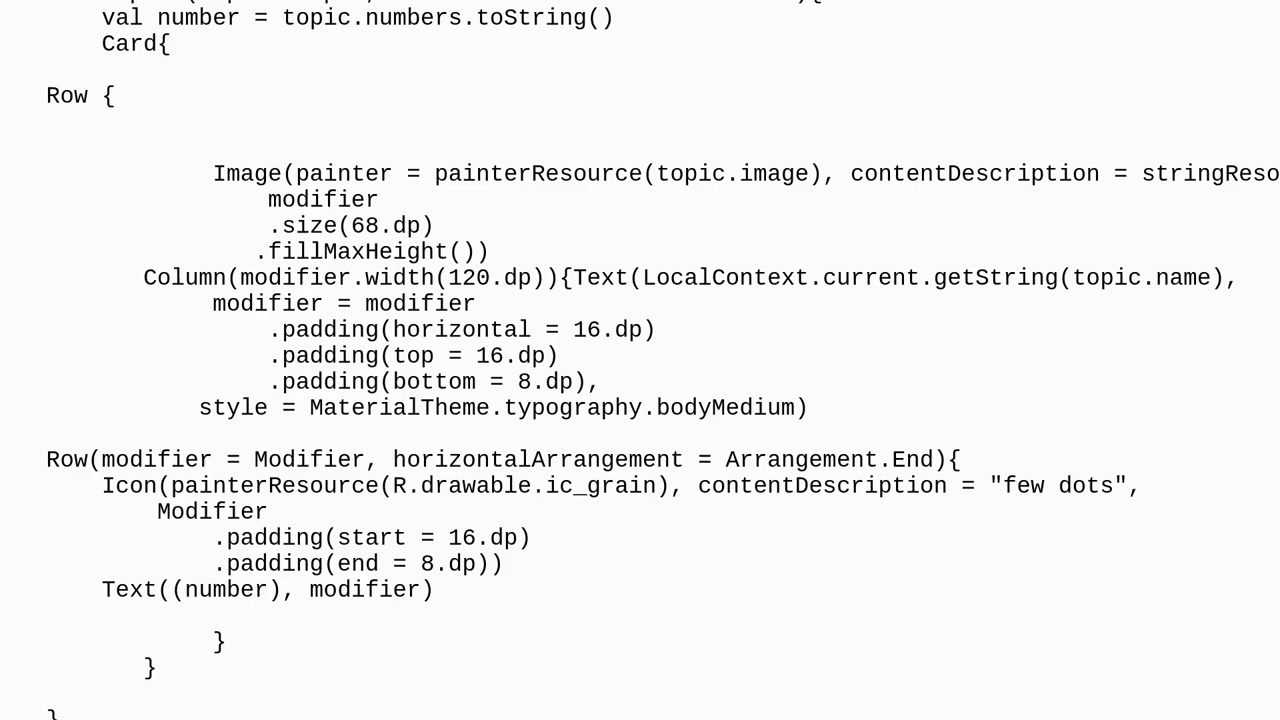 val number = topic.numbers.toString()
Card{
Row {
Image(painter = painterResource(topic.image), contentDescription = stringReso
modifier
.size(68.dp)
.fillMaxHeight())
Column(modifier.width(120.dp)){Text(LocalContext.current.getString(topic.name),
modifier = modifier
.padding(horizontal = 16.dp)
.padding(top = 16.dp)
.padding(bottom = 8.dp),
style = MaterialTheme.typography.bodyMedium)
Row(modifier = Modifier, horizontalArrangement = Arrangement.End){
Icon(painterResource(R.drawable.ic_grain), contentDescription = "few dots",
Modifier
.padding(start = 16.dp)
.padding(end = 8.dp))
Text((number), modifier)
}
}
}